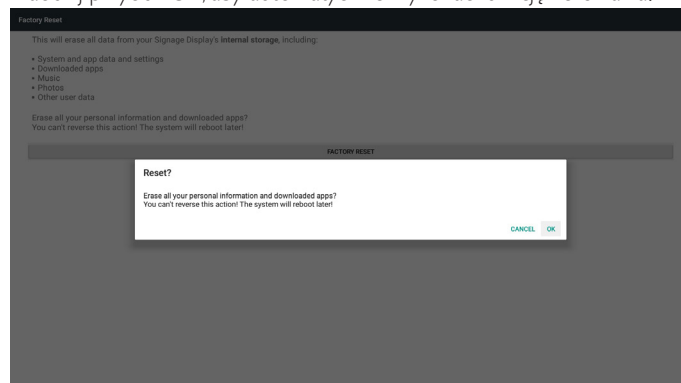 Factory Reset
This will erase all data from your Signage Display's internal storage, including:
• System and app data and settings
• Downloaded apps
• Music
• Photos
• Other user data
Erase all your personal information and downloaded apps?
You can't reverse this action! The system will reboot later!
FACTORY RESET
Reset?
Erase all your personal information and downloaded apps?
You can't reverse this action! The system will reboot later!
CANCEL OK